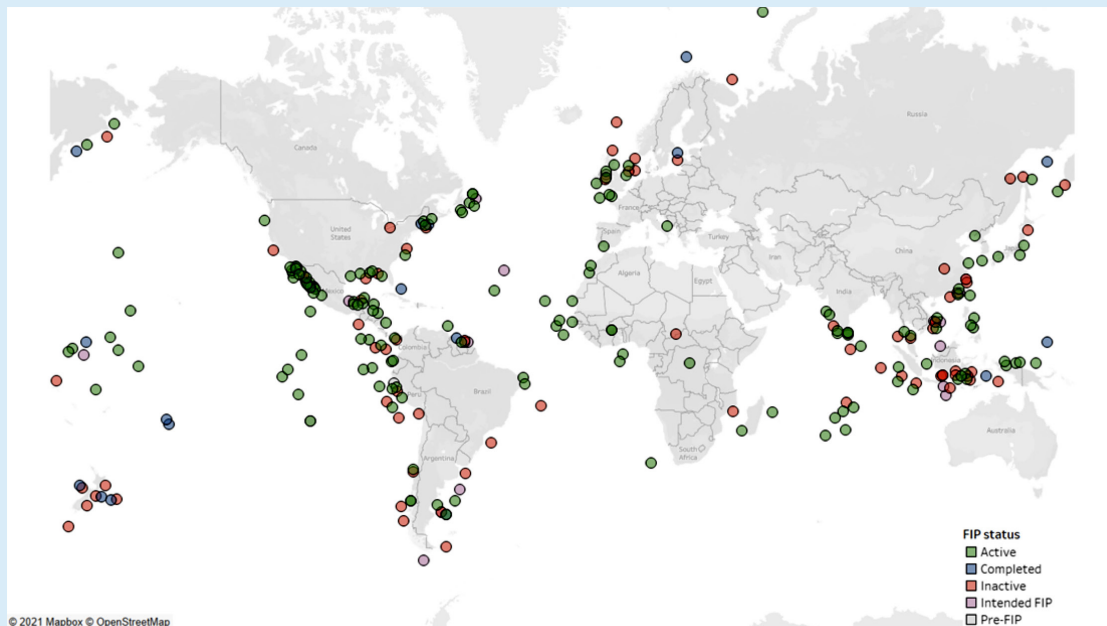 Russia
Canada
France
United
States
Spain
Turkey
China
Japan
Iran
Algeria
Egypt
Mexico
India
Colombia
Indonesia
Peru
Brazil
Australia
South
Africa
Argentina
FIP status
Active
Completed
Inactive
Intended FIP
Pre-FIP
© 2021 Mapbox © OpenStreetMap